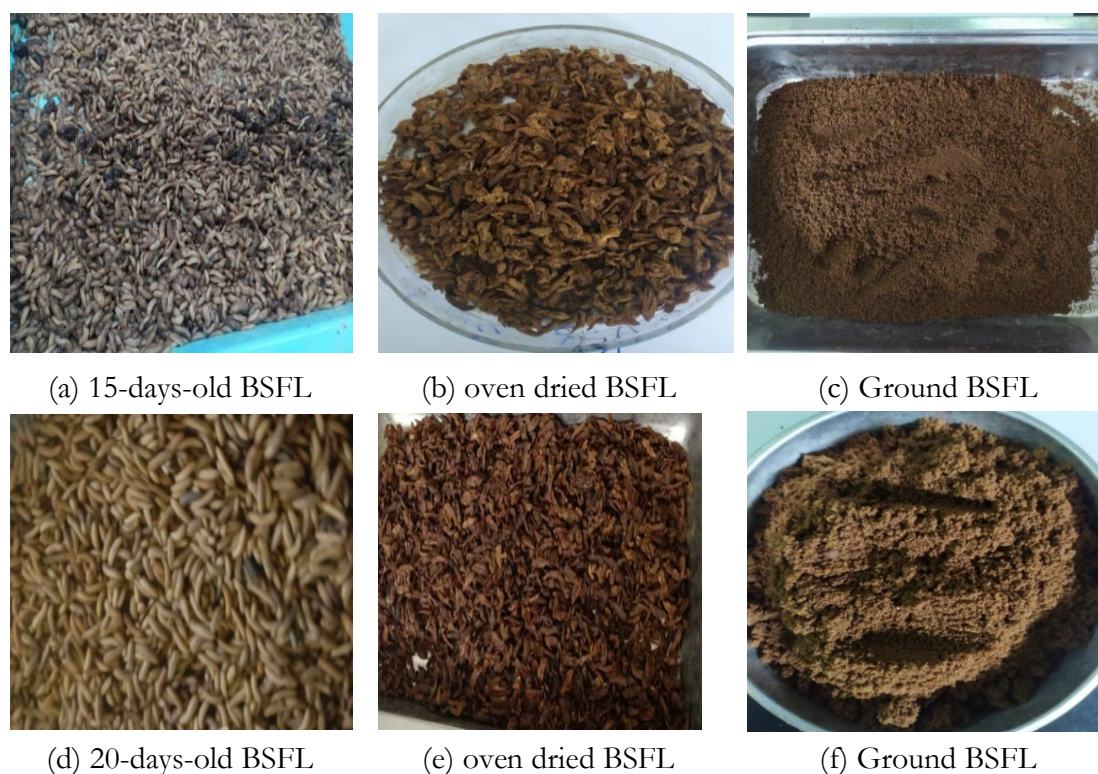 (a) 15-days-old BSFL
(b) oven dried BSFL
(c) Ground BSFL
(d) 20-days-old BSFL
(e) oven dried BSFL
(f) Ground BSFL